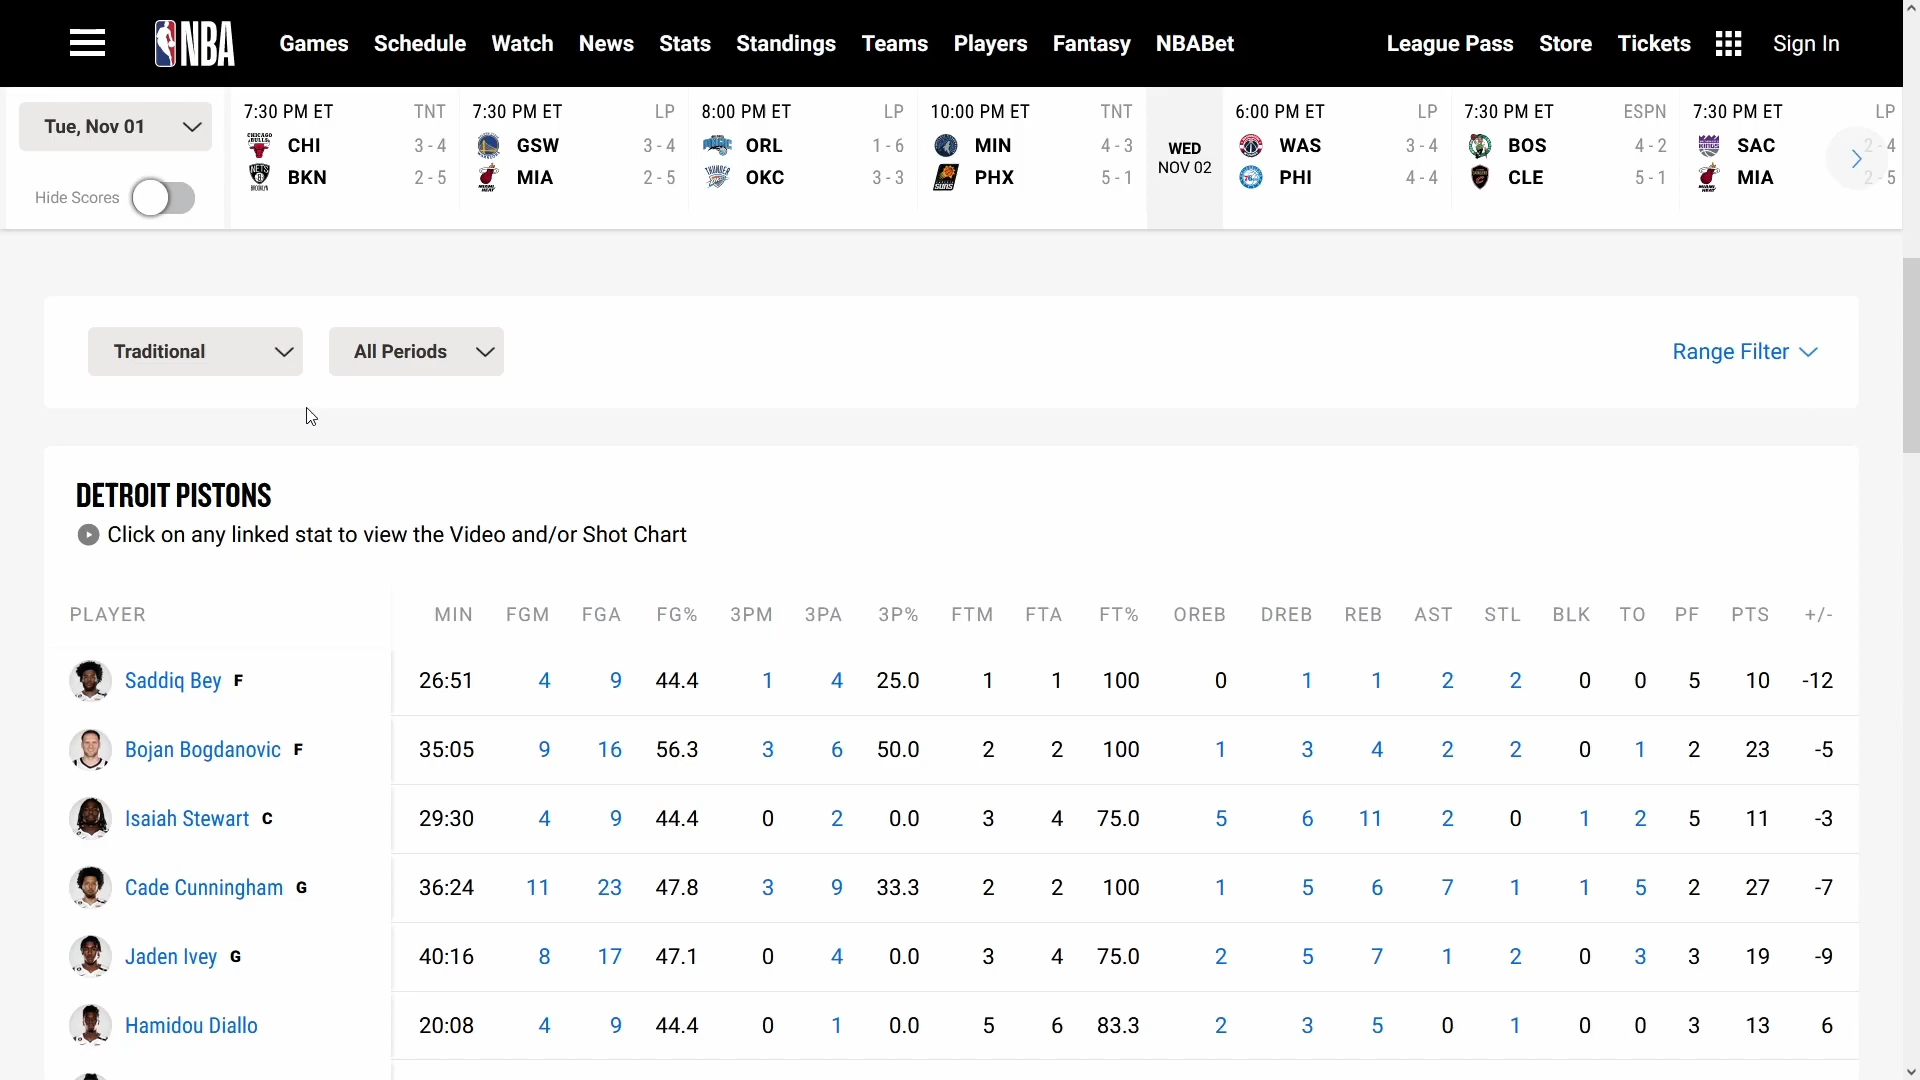 NBA Games Schedule Watch News Stats Standings Teams Players Fantasy NBABet League Pass Store Tickets Sign In
Tue, Nov 01
Hide Scores
7:30 PM ET TNT
CHI 3 - 4
BKN 2 - 5
7:30 PM ET LP
GSW 3 - 4
MIA 2 - 5
8:00 PM ET LP
ORL 1 - 6
OKC 3 - 3
10:00 PM ET TNT
MIN 4 - 3
PHX 5 - 1
WED
NOV 02
6:00 PM ET LP
WAS 3 - 4
PHI 4 - 4
7:30 PM ET ESPN
BOS 4 - 2
CLE 5 - 1
7:30 PM ET LP
SAC 2 - 4
MIA 2 - 5
Traditional All Periods Range Filter
DETROIT PISTONS
Click on any linked stat to view the Video and/or Shot Chart
PLAYER MIN FGM FGA FG% 3PM 3PA 3P% FTM FTA FT% OREB DREB REB AST STL BLK TO PF PTS +/-
Saddiq Bey F 26:51 4 9 44.4 1 4 25.0 1 1 100 0 1 1 2 2 0 0 5 10 -12
Bojan Bogdanovic F 35:05 9 16 56.3 3 6 50.0 2 2 100 1 3 4 2 2 0 1 2 23 -5
Isaiah Stewart C 29:30 4 9 44.4 0 2 0.0 3 4 75.0 5 6 11 2 0 1 2 5 11 -3
Cade Cunningham G 36:24 11 23 47.8 3 9 33.3 2 2 100 1 5 6 7 1 1 5 2 27 -7
Jaden Ivey G 40:16 8 17 47.1 0 4 0.0 3 4 75.0 2 5 7 1 2 0 3 3 19 -9
Hamidou Diallo 20:08 4 9 44.4 0 1 0.0 5 6 83.3 2 3 5 0 1 0 0 3 13 6